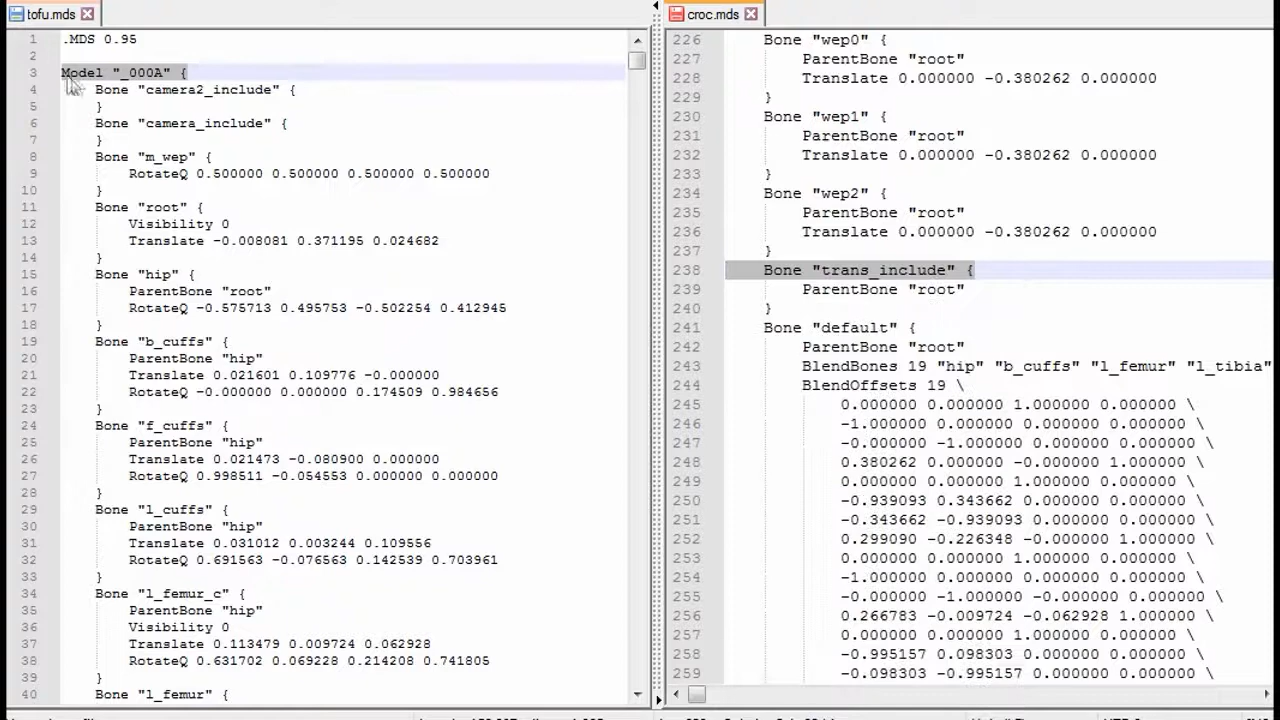 tofu.mds
1 .MDS 0.95
2
3 Model "_000A" {
4 Bone "camera2_include" {
5 }
6 Bone "camera_include" {
7 }
8 Bone "m_wep" {
9 RotateQ 0.500000 0.500000 0.500000 0.500000
10 }
11 Bone "root" {
12 Visibility 0
13 Translate -0.008081 0.371195 0.024682
14 }
15 Bone "hip" {
16 ParentBone "root"
17 RotateQ -0.575713 0.495753 -0.502254 0.412945
18 }
19 Bone "b_cuffs" {
20 ParentBone "hip"
21 Translate 0.021601 0.109776 -0.000000
22 RotateQ -0.000000 0.000000 0.174509 0.984656
23 }
24 Bone "f_cuffs" {
25 ParentBone "hip"
26 Translate 0.021473 -0.080900 0.000000
27 RotateQ 0.998511 -0.054553 0.000000 0.000000
28 }
29 Bone "l_cuffs" {
30 ParentBone "hip"
31 Translate 0.031012 0.003244 0.109556
32 RotateQ 0.691563 -0.076563 0.142539 0.703961
33 }
34 Bone "l_femur_c" {
35 ParentBone "hip"
36 Visibility 0
37 Translate 0.113479 0.009724 0.062928
38 RotateQ 0.631702 0.069228 0.214208 0.741805
39 }
40 Bone "l_femur" {
croc.mds
226 Bone "wep0" {
227 ParentBone "root"
228 Translate 0.000000 -0.380262 0.000000
229 }
230 Bone "wep1" {
231 ParentBone "root"
232 Translate 0.000000 -0.380262 0.000000
233 }
234 Bone "wep2" {
235 ParentBone "root"
236 Translate 0.000000 -0.380262 0.000000
237 }
238 Bone "trans_include" {
239 ParentBone "root"
240 }
241 Bone "default" {
242 ParentBone "root"
243 BlendBones 19 "hip" "b_cuffs" "l_femur" "l_tibia"
244 BlendOffsets 19 \
245 0.000000 0.000000 1.000000 0.000000 \
246 -1.000000 0.000000 0.000000 0.000000 \
247 -0.000000 -1.000000 0.000000 0.000000 \
248 0.380262 0.000000 -0.000000 1.000000 \
249 0.000000 0.000000 1.000000 0.000000 \
250 -0.939093 0.343662 0.000000 0.000000 \
251 -0.343662 -0.939093 0.000000 0.000000 \
252 0.299090 -0.226348 -0.000000 1.000000 \
253 0.000000 0.000000 1.000000 0.000000 \
254 -1.000000 0.000000 0.000000 0.000000 \
255 -0.000000 -1.000000 -0.000000 0.000000 \
256 0.266783 -0.009724 -0.062928 1.000000 \
257 0.000000 0.000000 1.000000 0.000000 \
258 -0.995157 0.098303 0.000000 0.000000 \
259 -0.098303 -0.995157 0.000000 0.000000 \